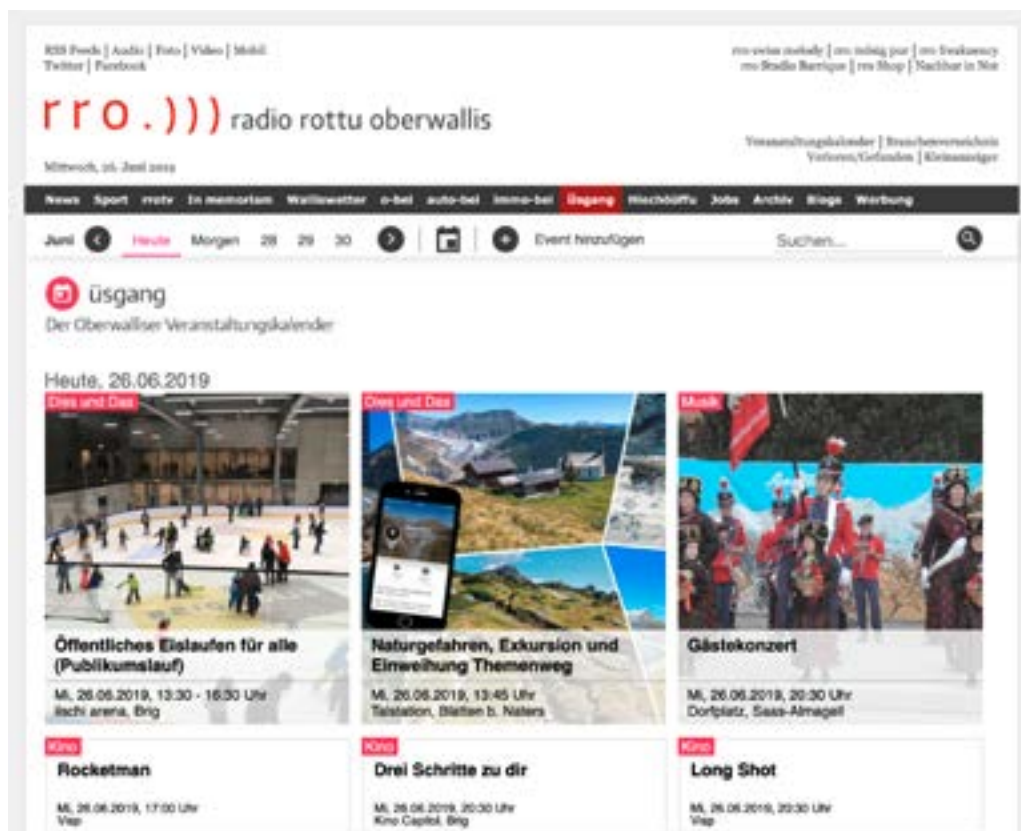 RSS Feeds | Audio | Foto | Video | Mobil
Twitter | Facebook
rro swiss melody | rro müsig pur | rro freakuency
rro Studio Barrique | rro Shop | Nachbar in Not
rro.))) radio rottu oberwallis
Veranstaltungskalender | Branchenverzeichnis
Verloren/Gefunden | Kleinanzeiger
Mittwoch, 26. Juni 2019
News Sport rrotv In memoriam Walliswetter o-bei auto-bei immo-bei Üsgang Hischöüffu Jobs Archiv Blogs Werbung
Juni Heute Morgen 28 29 30 Event hinzufügen Suchen...
üsgang
Der Oberwalliser Veranstaltungskalender
Heute, 26.06.2019
Dies und Das
Öffentliches Eislaufen für alle
(Publikumslauf)
Mi, 26.06.2019, 13:30 - 16:30 Uhr
iischi arena, Brig
Dies und Das
Naturgefahren, Exkursion und
Einweihung Themenweg
Mi, 26.06.2019, 13:45 Uhr
Talstation, Blatten b. Naters
Musik
Gästekonzert
Mi, 26.06.2019, 20:30 Uhr
Dorfplatz, Saas-Almagell
Kino
Rocketman
Mi, 26.06.2019, 17:00 Uhr
Visp
Kino
Drei Schritte zu dir
Mi, 26.06.2019, 20:30 Uhr
Kino Capitol, Brig
Kino
Long Shot
Mi, 26.06.2019, 20:30 Uhr
Visp